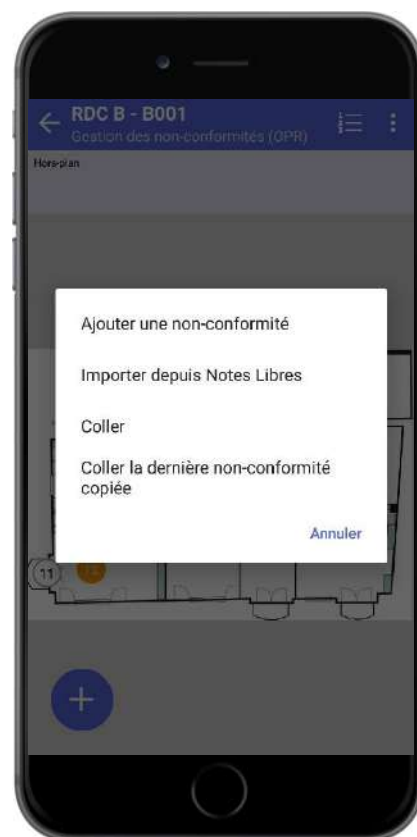 RDC B - B001
Gestion des non-conformités (OPR)
Hors-plan
Ajouter une non-conformité
Importer depuis Notes Libres
Coller
Coller la dernière non-conformité
copiée
Annuler
11
12